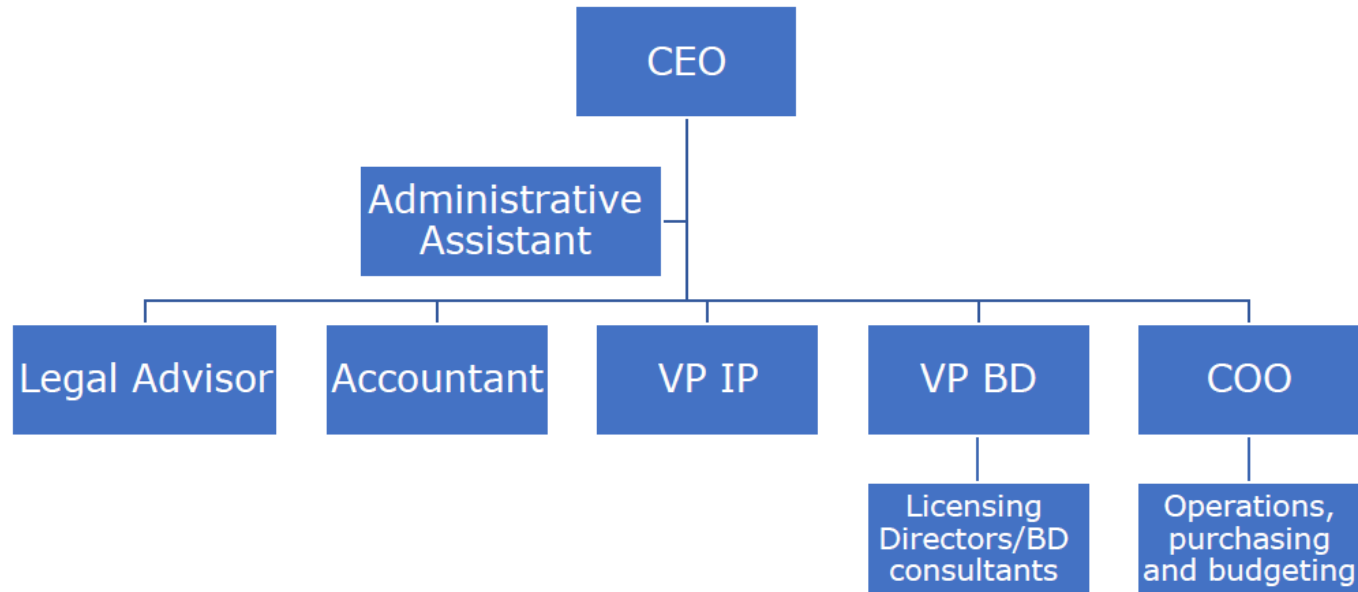 CEO
Administrative
Assistant
Legal Advisor
Accountant
VP IP
VP BD
COO
Licensing
Directors/BD
consultants
Operations,
purchasing
and budgeting